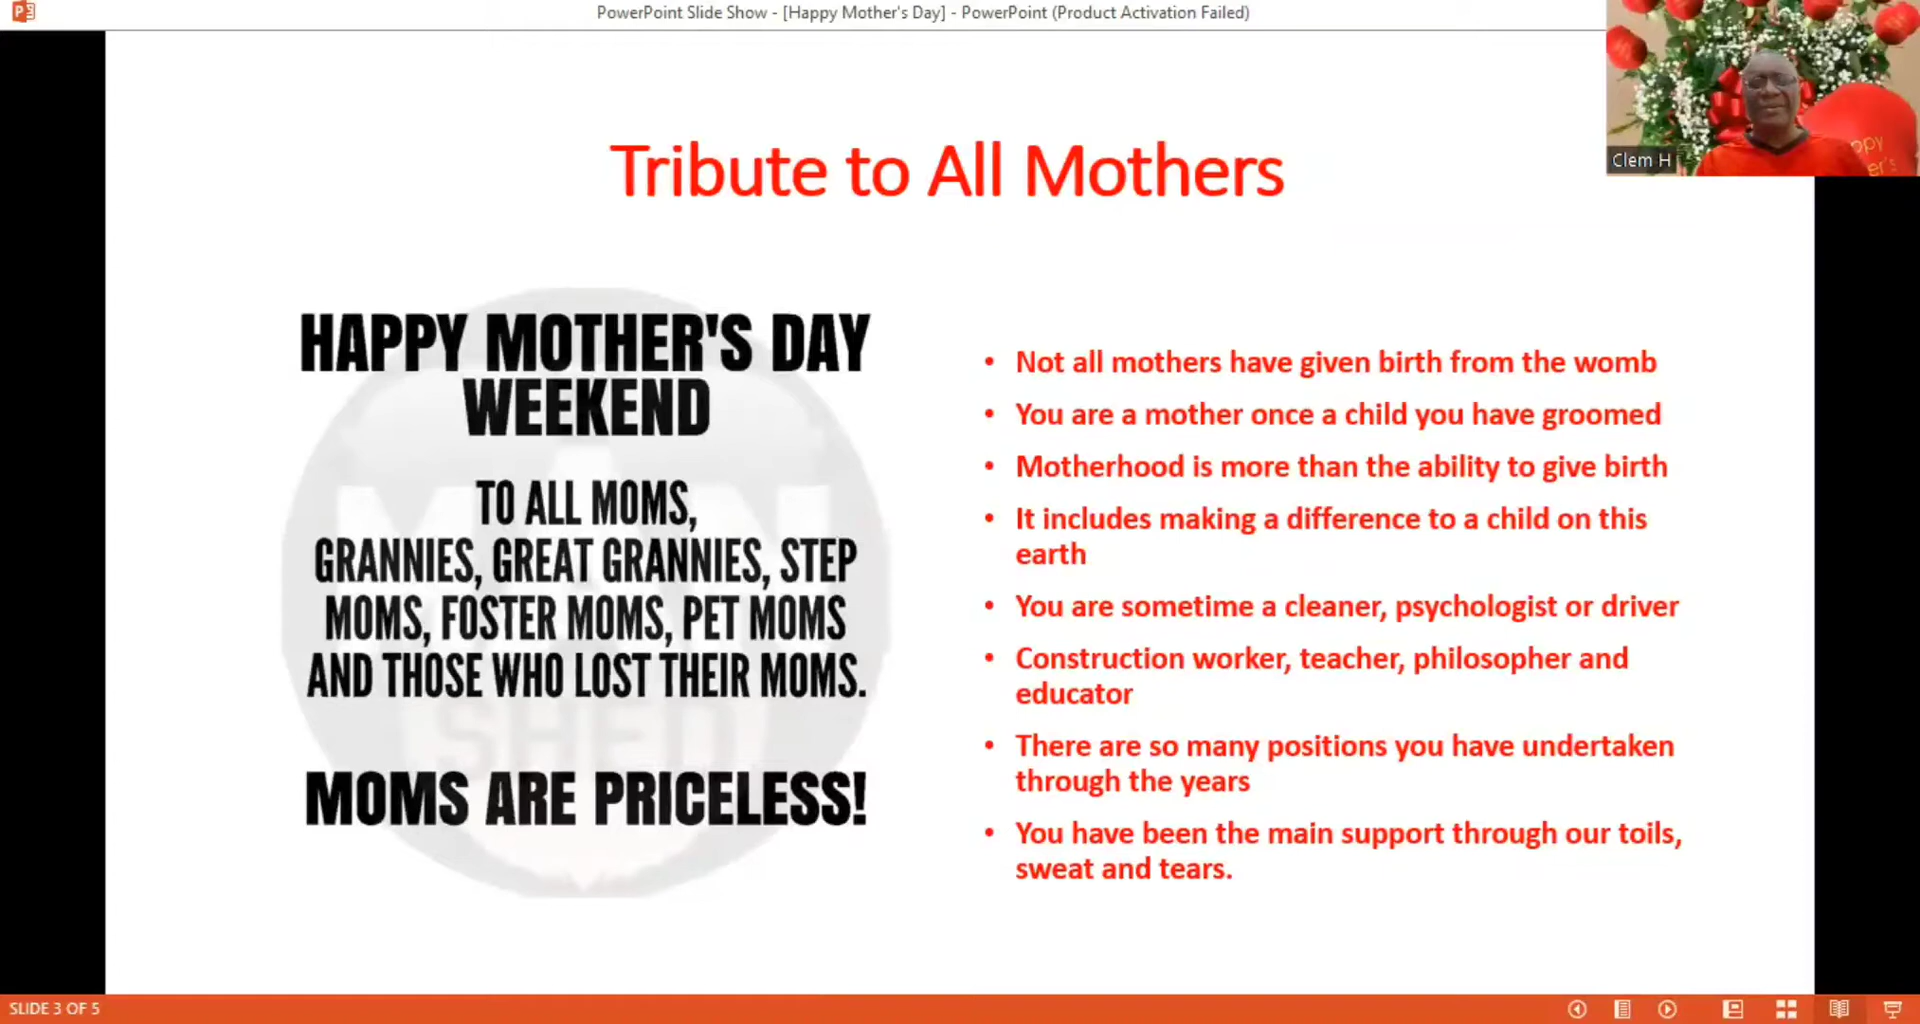 PowerPoint Slide Show - [Happy Mother's Day] - PowerPoint (Product Activation Failed)
Clem H
ppy
er's
Tribute to All Mothers
HAPPY MOTHER'S DAY
WEEKEND
TO ALL MOMS,
GRANNIES, GREAT GRANNIES, STEP
MOMS, FOSTER MOMS, PET MOMS
AND THOSE WHO LOST THEIR MOMS.
MOMS ARE PRICELESS!
MAN
SHED
• Not all mothers have given birth from the womb
• You are a mother once a child you have groomed
• Motherhood is more than the ability to give birth
• It includes making a difference to a child on this
earth
• You are sometime a cleaner, psychologist or driver
• Construction worker, teacher, philosopher and
educator
• There are so many positions you have undertaken
through the years
• You have been the main support through our toils,
sweat and tears.
SLIDE 3 OF 5